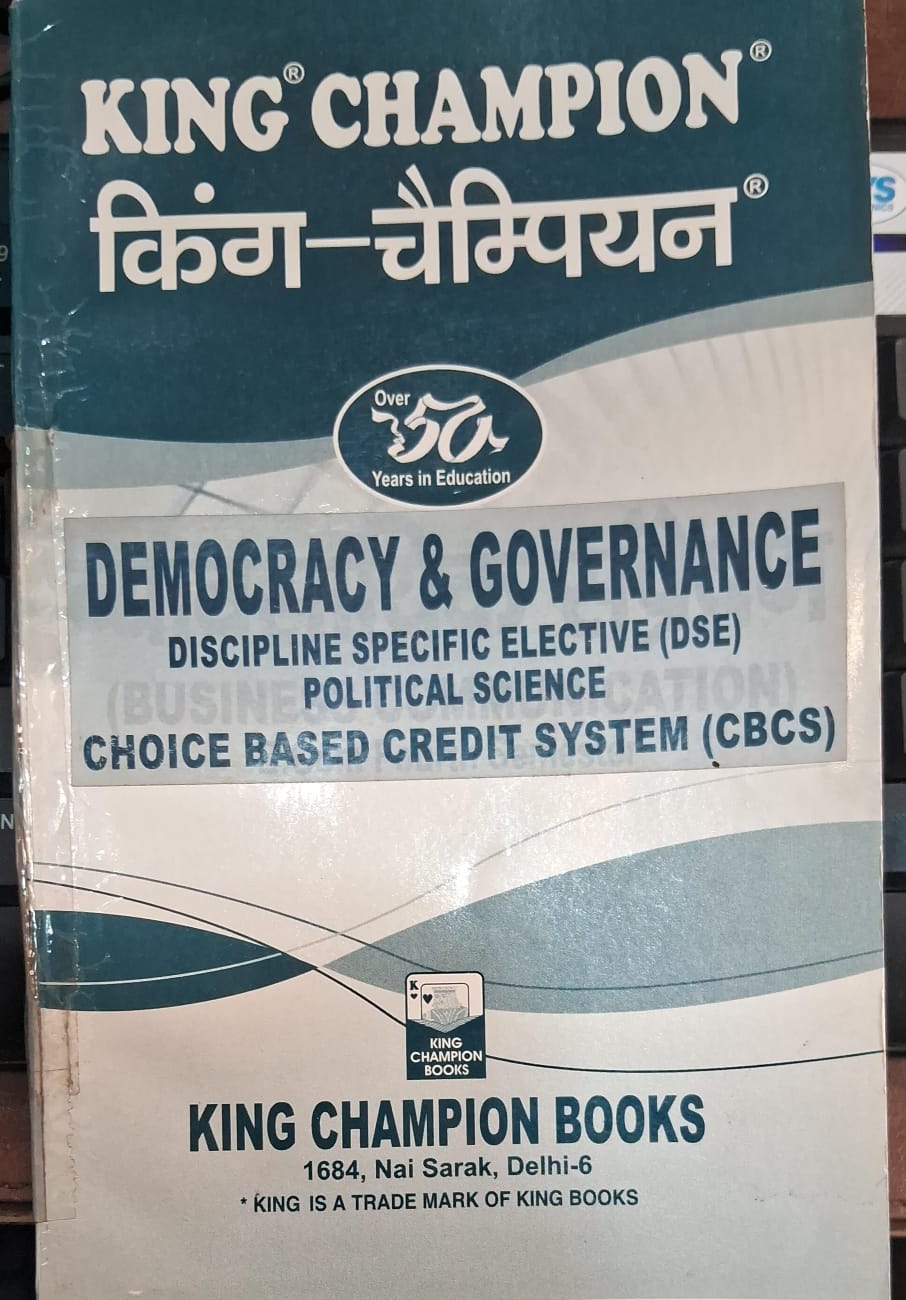 KING® CHAMPION®
किंग–चैम्पियन®
Over
50
Years in Education
DEMOCRACY & GOVERNANCE
DISCIPLINE SPECIFIC ELECTIVE (DSE)
(BUSINESS COMMUNICATION)
POLITICAL SCIENCE
CHOICE BASED CREDIT SYSTEM (CBCS)
K
KING
CHAMPION
BOOKS
KING CHAMPION BOOKS
1684, Nai Sarak, Delhi-6
* KING IS A TRADE MARK OF KING BOOKS